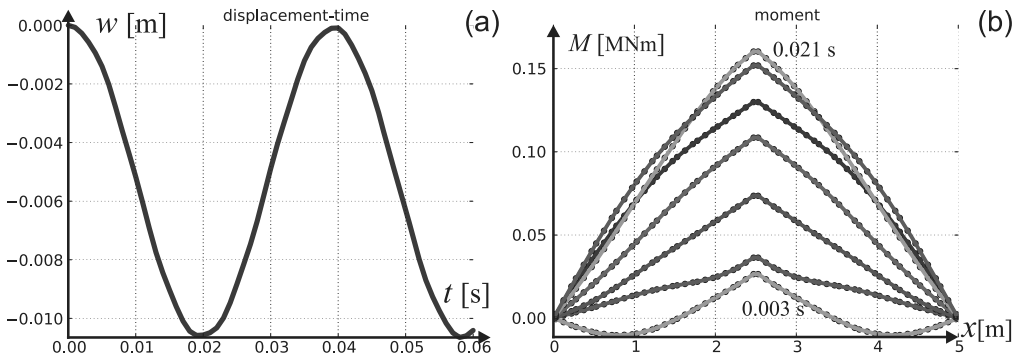 displacement-time
(a)
w [m]
0.000
−0.002
−0.004
−0.006
−0.008
−0.010
0.00 0.01 0.02 0.03 0.04 0.05 0.06
t [s]
moment
(b)
M [MNm]
0.021 s
0.15
0.10
0.05
0.00
0.003 s
0 1 2 3 4 5
x[m]